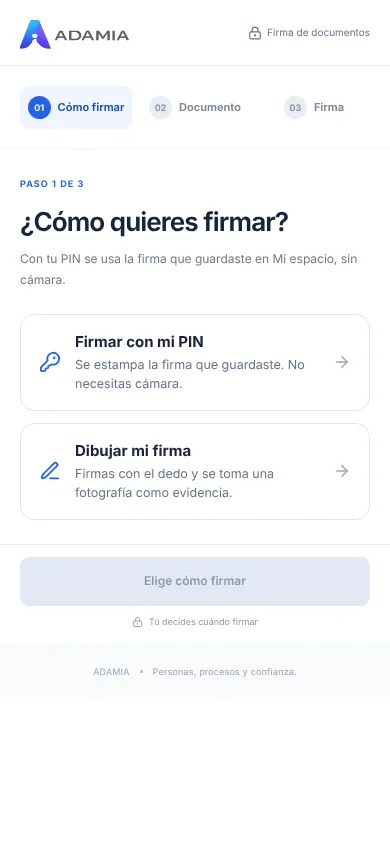 ADAMIA
Firma de documentos
01 Cómo firmar
02 Documento
03 Firma
PASO 1 DE 3
¿Cómo quieres firmar?
Con tu PIN se usa la firma que guardaste en Mi espacio, sin
cámara.
Firmar con mi PIN
Se estampa la firma que guardaste. No
necesitas cámara.
Dibujar mi firma
Firmas con el dedo y se toma una
fotografía como evidencia.
Elige cómo firmar
Tú decides cuándo firmar
ADAMIA • Personas, procesos y confianza.